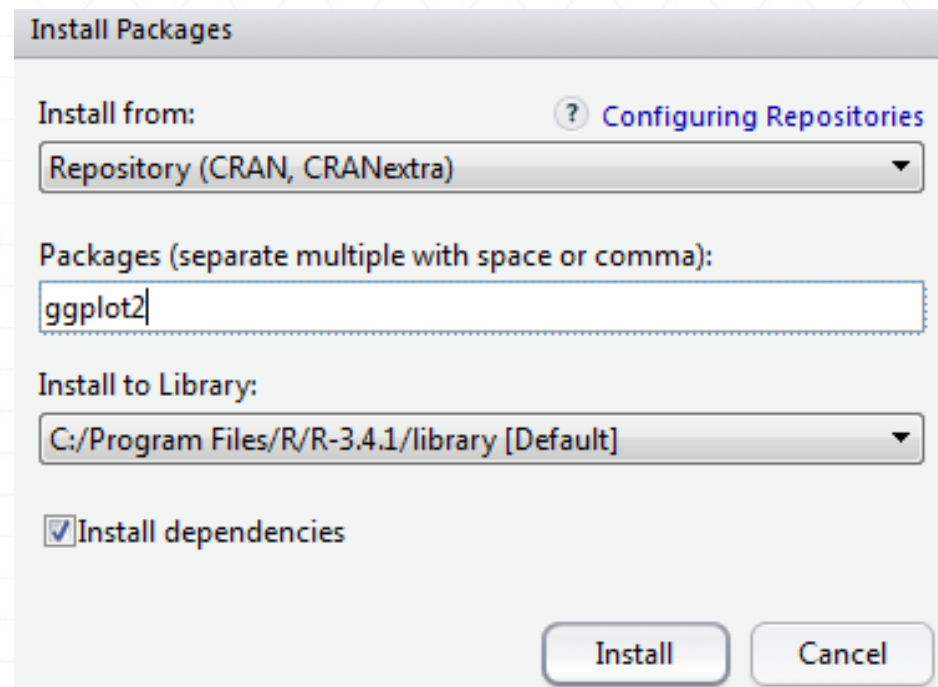 Install Packages
Install from:
? Configuring Repositories
Repository (CRAN, CRANextra)
Packages (separate multiple with space or comma):
ggplot2
Install to Library:
C:/Program Files/R/R-3.4.1/library [Default]
Install dependencies
Install
Cancel